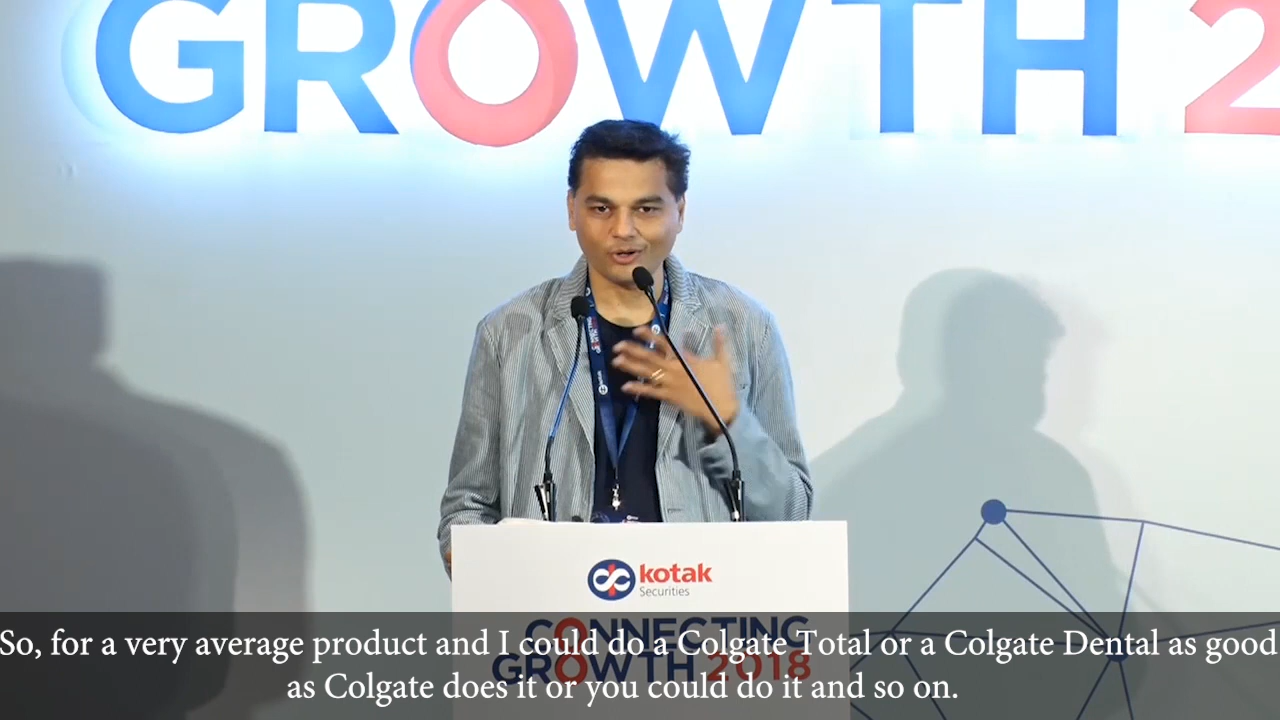 GROWTH 2
kotak
Securities
CONNECTING
GROWTH 2018
So, for a very average product and I could do a Colgate Total or a Colgate Dental as good
as Colgate does it or you could do it and so on.